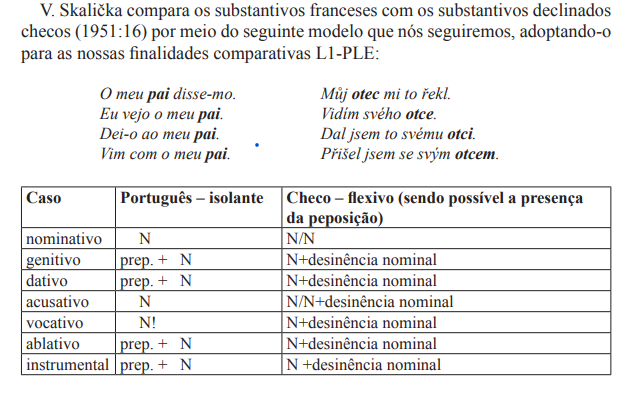 V. Skalička compara os substantivos franceses com os substantivos declinados
checos (1951:16) por meio do seguinte modelo que nós seguiremos, adoptando-o
para as nossas finalidades comparativas L1-PLE:
O meu pai disse-mo. Můj otec mi to řekl.
Eu vejo o meu pai. Vidím svého otce.
Dei-o ao meu pai. Dal jsem to svému otci.
Vim com o meu pai. Přišel jsem se svým otcem.
Caso Português – isolante Checo – flexivo (sendo possível a presença
da peposição)
nominativo N N/N
genitivo prep. + N N+desinência nominal
dativo prep. + N N+desinência nominal
acusativo N N/N+desinência nominal
vocativo N! N+desinência nominal
ablativo prep. + N N+desinência nominal
instrumental prep. + N N +desinência nominal